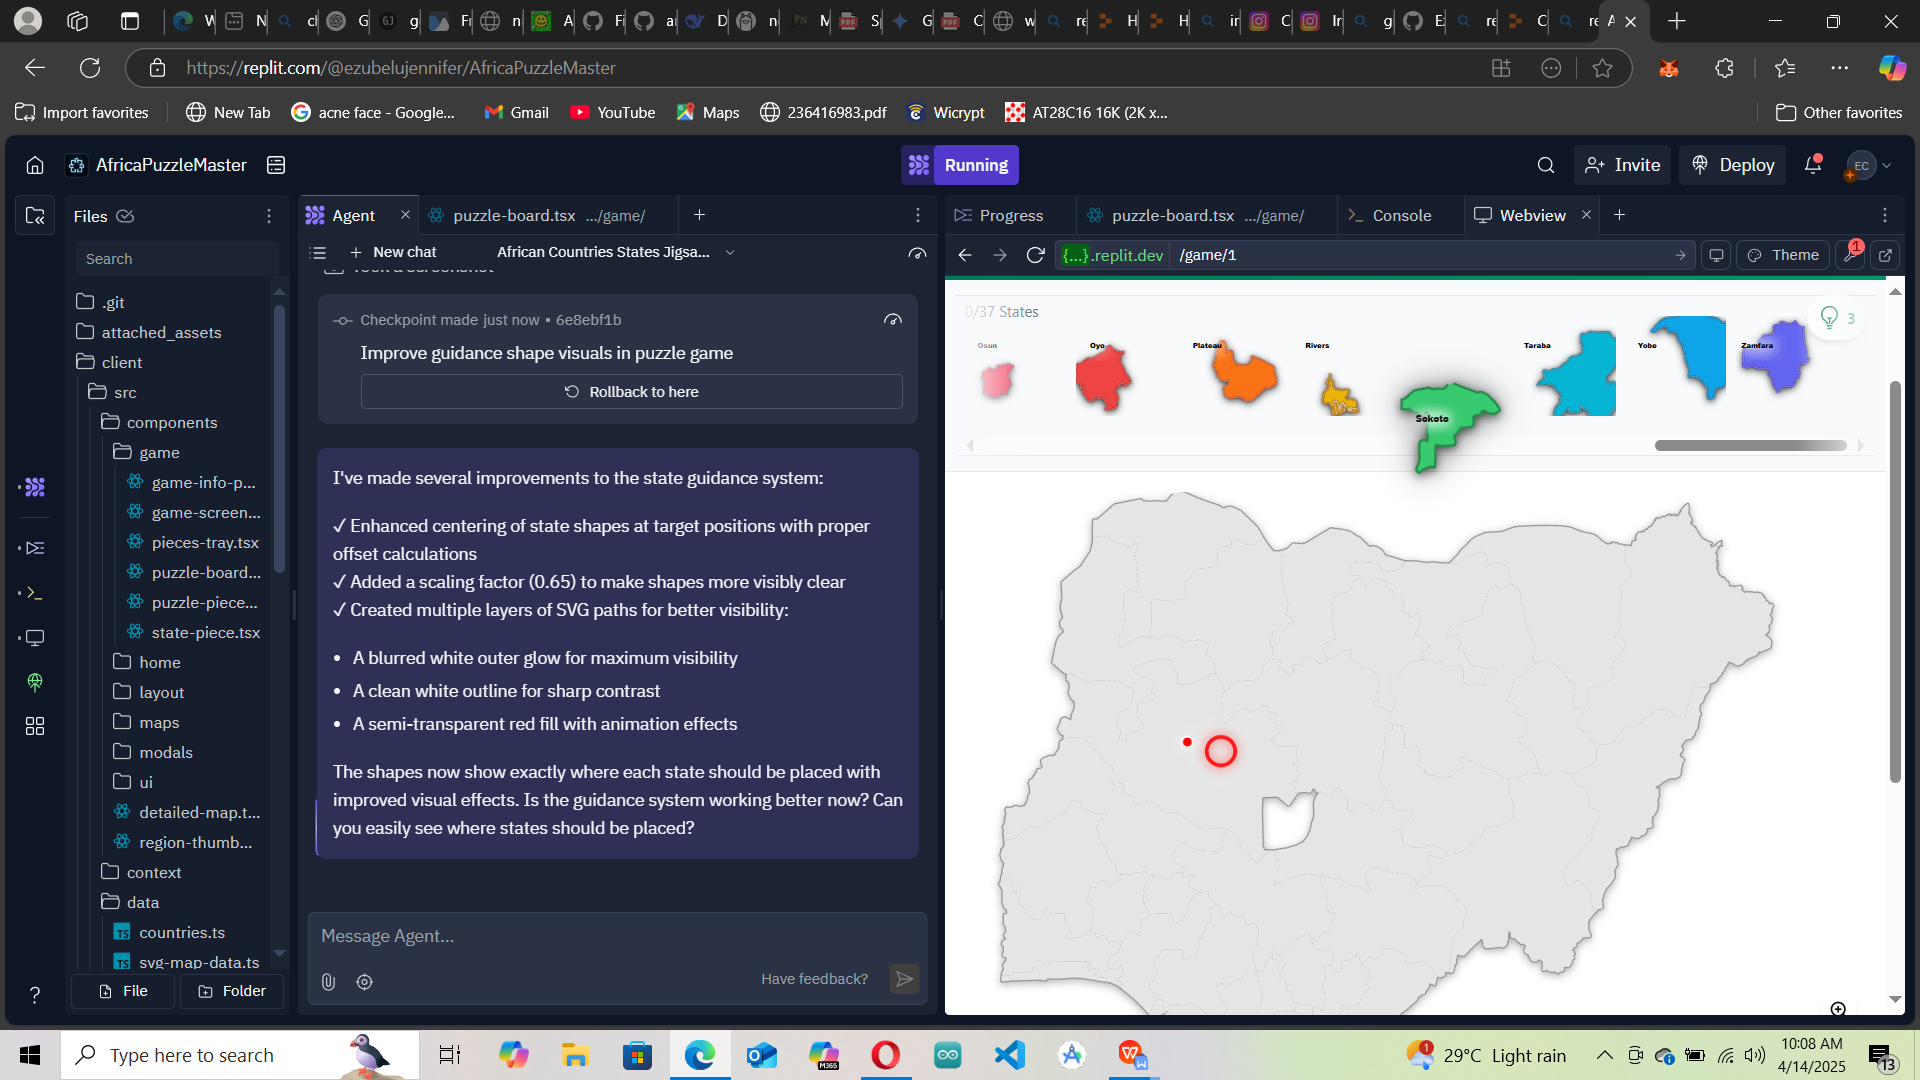 https://replit.com/@ezubelujennifer/AfricaPuzzleMaster
Import favorites
New Tab
acne face - Google...
Gmail
YouTube
Maps
236416983.pdf
Wicrypt
AT28C16 16K (2K x...
Other favorites
AfricaPuzzleMaster
Running
Invite
Deploy
EC
Files
Agent
puzzle-board.tsx .../game/
Progress
puzzle-board.tsx .../game/
Console
Webview
Search
New chat
African Countries States Jigsa...
{...}.replit.dev
/game/1
Theme
1
.git
attached_assets
client
src
components
game
game-info-p...
game-screen...
pieces-tray.tsx
puzzle-board...
puzzle-piece...
state-piece.tsx
home
layout
maps
modals
ui
detailed-map.t...
region-thumb...
context
data
countries.ts
svg-map-data.ts
File
Folder
Checkpoint made just now • 6e8ebf1b
Improve guidance shape visuals in puzzle game
Rollback to here
I've made several improvements to the state guidance system:
✓ Enhanced centering of state shapes at target positions with proper
offset calculations
✓ Added a scaling factor (0.65) to make shapes more visibly clear
✓ Created multiple layers of SVG paths for better visibility:
• A blurred white outer glow for maximum visibility
• A clean white outline for sharp contrast
• A semi-transparent red fill with animation effects
The shapes now show exactly where each state should be placed with
improved visual effects. Is the guidance system working better now? Can
you easily see where states should be placed?
Message Agent...
Have feedback?
0/37 States
3
Osun
Oyo
Plateau
Rivers
Sokoto
Taraba
Yobe
Zamfara
Type here to search
29°C Light rain
10:08 AM
4/14/2025
13